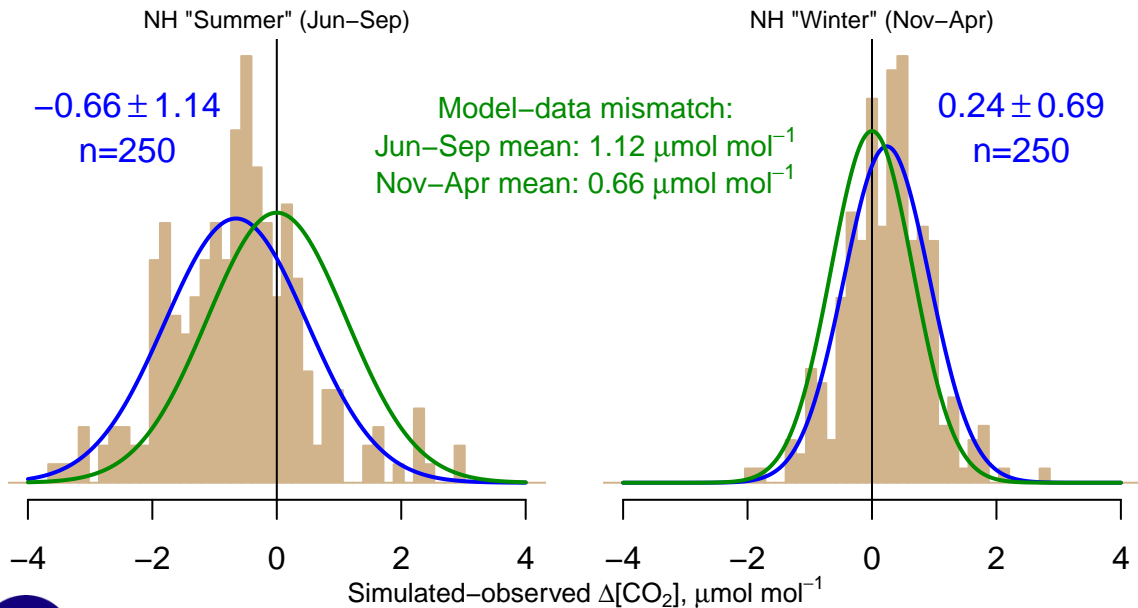 NH "Summer" (Jun−Sep)
−0.66 ± 1.14
n=250
Model−data mismatch:
Jun−Sep mean: 1.12 μmol mol⁻¹
Nov−Apr mean: 0.66 μmol mol⁻¹
NH "Winter" (Nov−Apr)
0.24 ± 0.69
n=250
−4 −2 0 2 4
−4 −2 0 2 4
Simulated−observed Δ[CO₂], μmol mol⁻¹